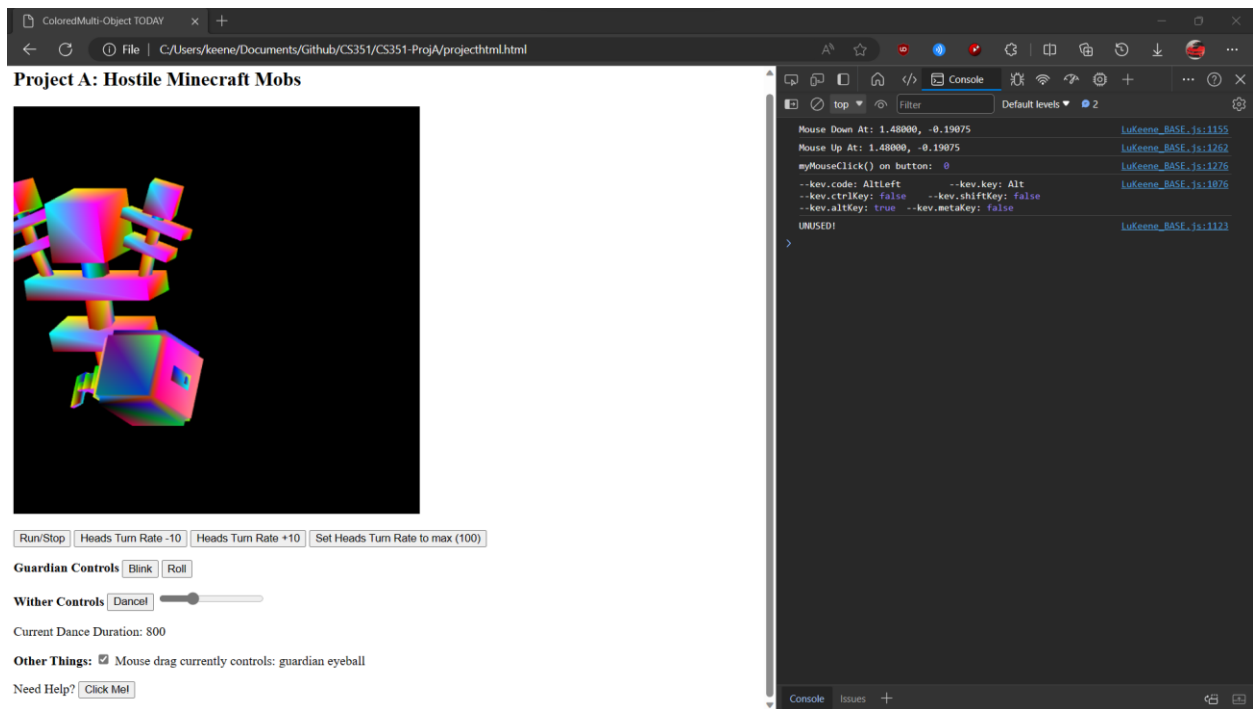 ColoredMulti-Object TODAY
File | C:/Users/keene/Documents/Github/CS351/CS351-ProjA/projecthtml.html
Project A: Hostile Minecraft Mobs
Run/Stop Heads Turn Rate -10 Heads Turn Rate +10 Set Heads Turn Rate to max (100)
Guardian Controls Blink Roll
Wither Controls Dance!
Current Dance Duration: 800
Other Things: Mouse drag currently controls: guardian eyeball
Need Help? Click Me!
Console
top Filter Default levels 2
Mouse Down At: 1.48000, -0.19075 LuKeene_BASE.js:1155
Mouse Up At: 1.48000, -0.19075 LuKeene_BASE.js:1262
myMouseClick() on button: 0 LuKeene_BASE.js:1276
--kev.code: AltLeft --kev.key: Alt LuKeene_BASE.js:1076
--kev.ctrlKey: false --kev.shiftKey: false
--kev.altKey: true --kev.metaKey: false
UNUSED! LuKeene_BASE.js:1123
Console Issues